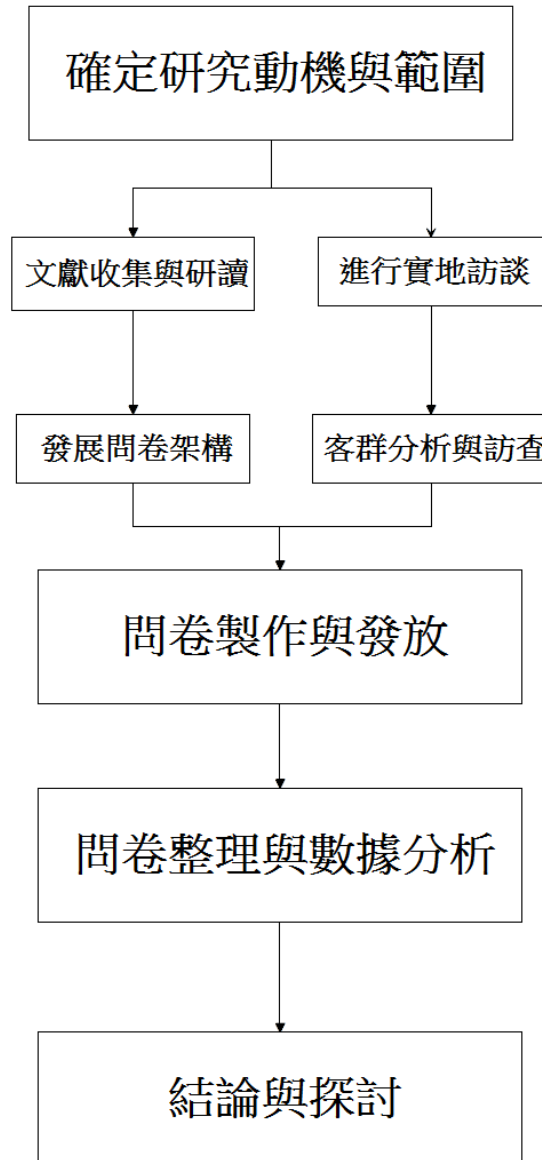 確定研究動機與範圍
文獻收集與研讀
進行實地訪談
發展問卷架構
客群分析與訪查
問卷製作與發放
問卷整理與數據分析
結論與探討